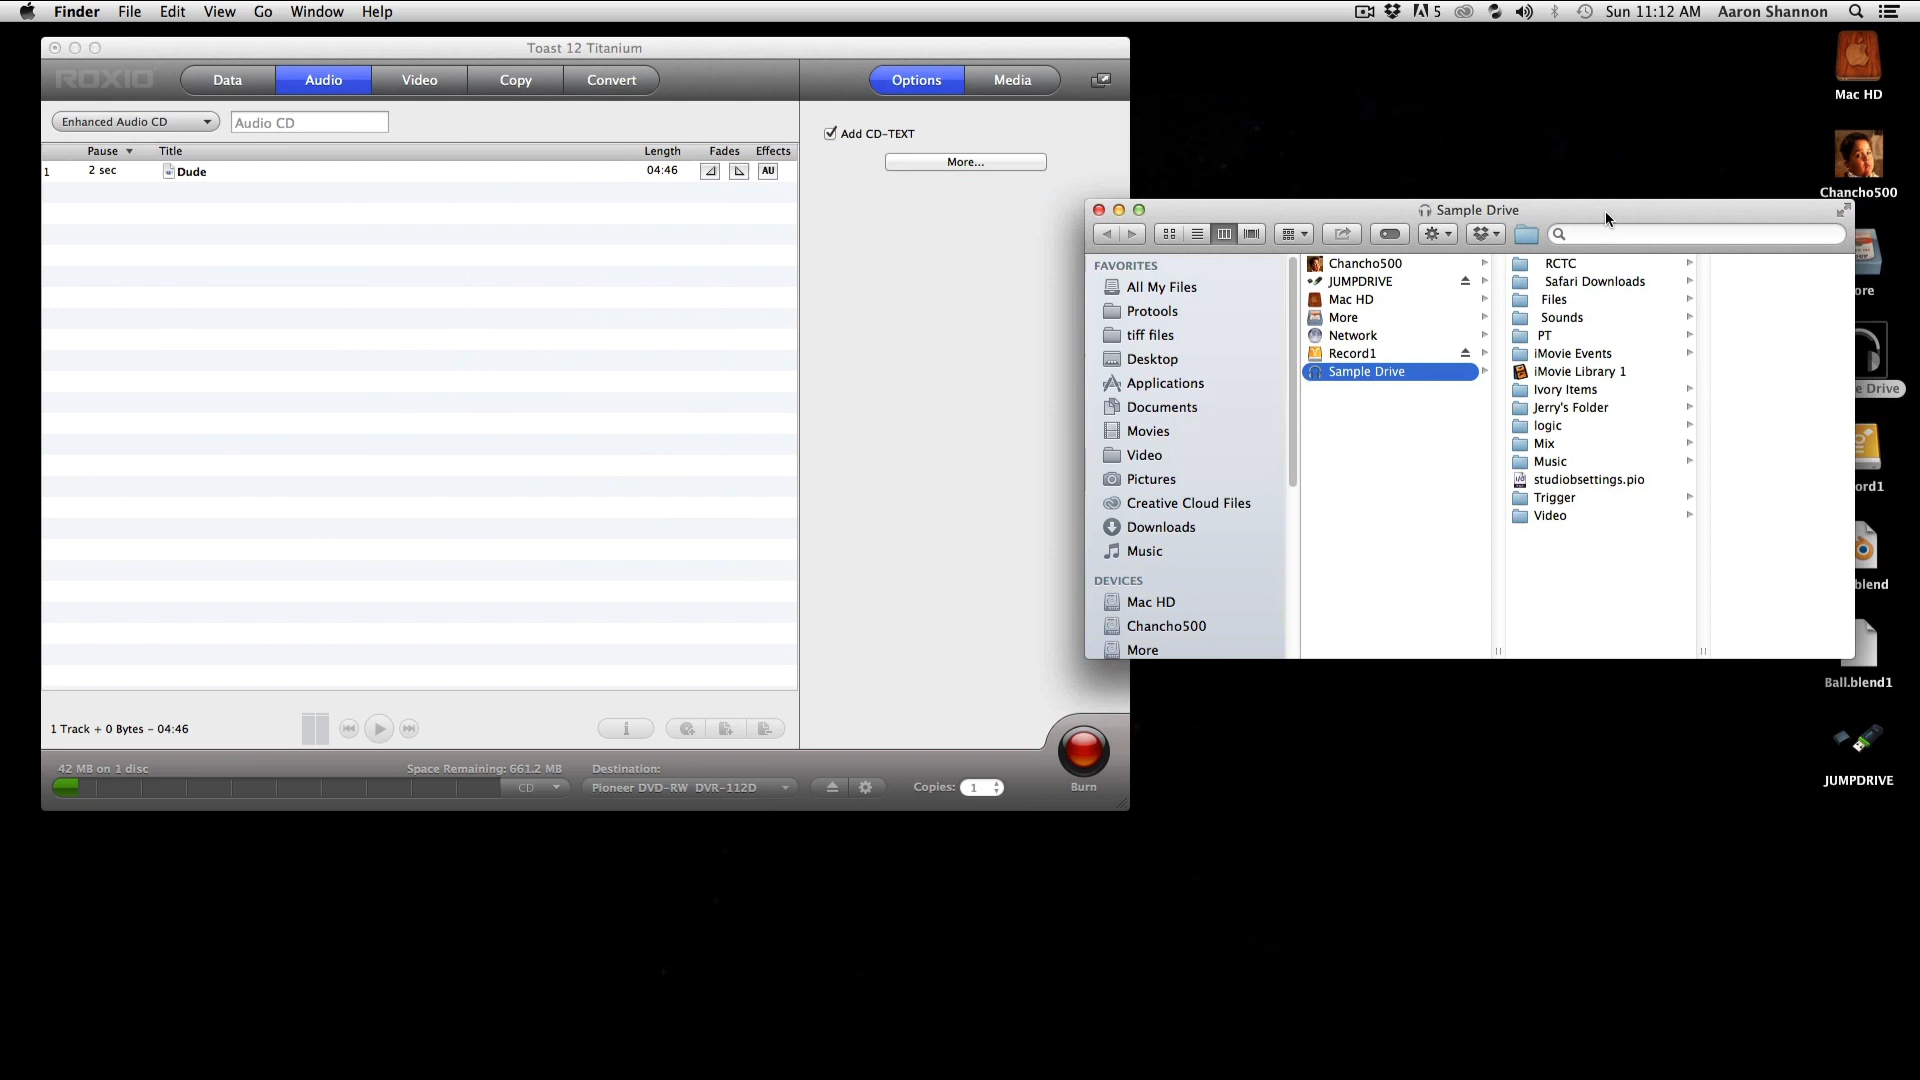 Finder File Edit View Go Window Help
5 Sun 11:12 AM Aaron Shannon
Toast 12 Titanium
ROXIO
Data Audio Video Copy Convert
Options Media
Enhanced Audio CD
Audio CD
Add CD-TEXT
More...
Pause Title Length Fades Effects
1 2 sec Dude 04:46 AU
1 Track + 0 Bytes - 04:46
i
42 MB on 1 disc
Space Remaining: 661.2 MB
CD
Destination:
Pioneer DVD-RW DVR-112D
Copies: 1
Burn
Sample Drive
FAVORITES
All My Files
Protools
tiff files
Desktop
Applications
Documents
Movies
Video
Pictures
Creative Cloud Files
Downloads
Music
DEVICES
Mac HD
Chancho500
More
Chancho500
JUMPDRIVE
Mac HD
More
Network
Record1
Sample Drive
RCTC
Safari Downloads
Files
Sounds
PT
iMovie Events
iMovie Library 1
Ivory Items
Jerry's Folder
logic
Mix
Music
studiobsettings.pio
Trigger
Video
Mac HD
Chancho500
ore
e Drive
ord1
.blend
Ball.blend1
JUMPDRIVE